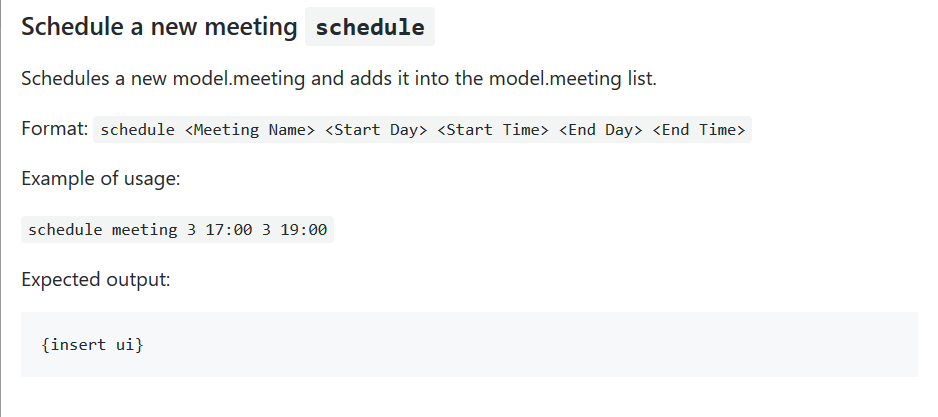 Schedule a new meeting schedule
Schedules a new model.meeting and adds it into the model.meeting list.
Format: schedule <Meeting Name> <Start Day> <Start Time> <End Day> <End Time>
Example of usage:
schedule meeting 3 17:00 3 19:00
Expected output:
{insert ui}